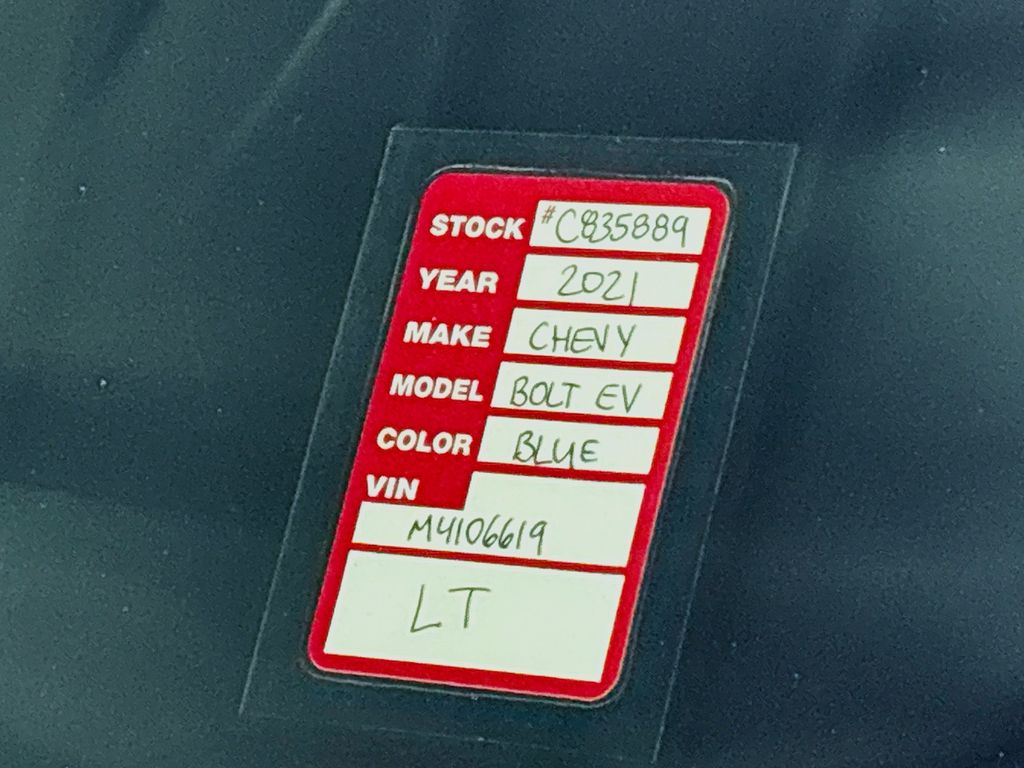 STOCK #C835889
YEAR 2021
MAKE CHEVY
MODEL BOLT EV
COLOR BLUE
VIN
M4106619
LT